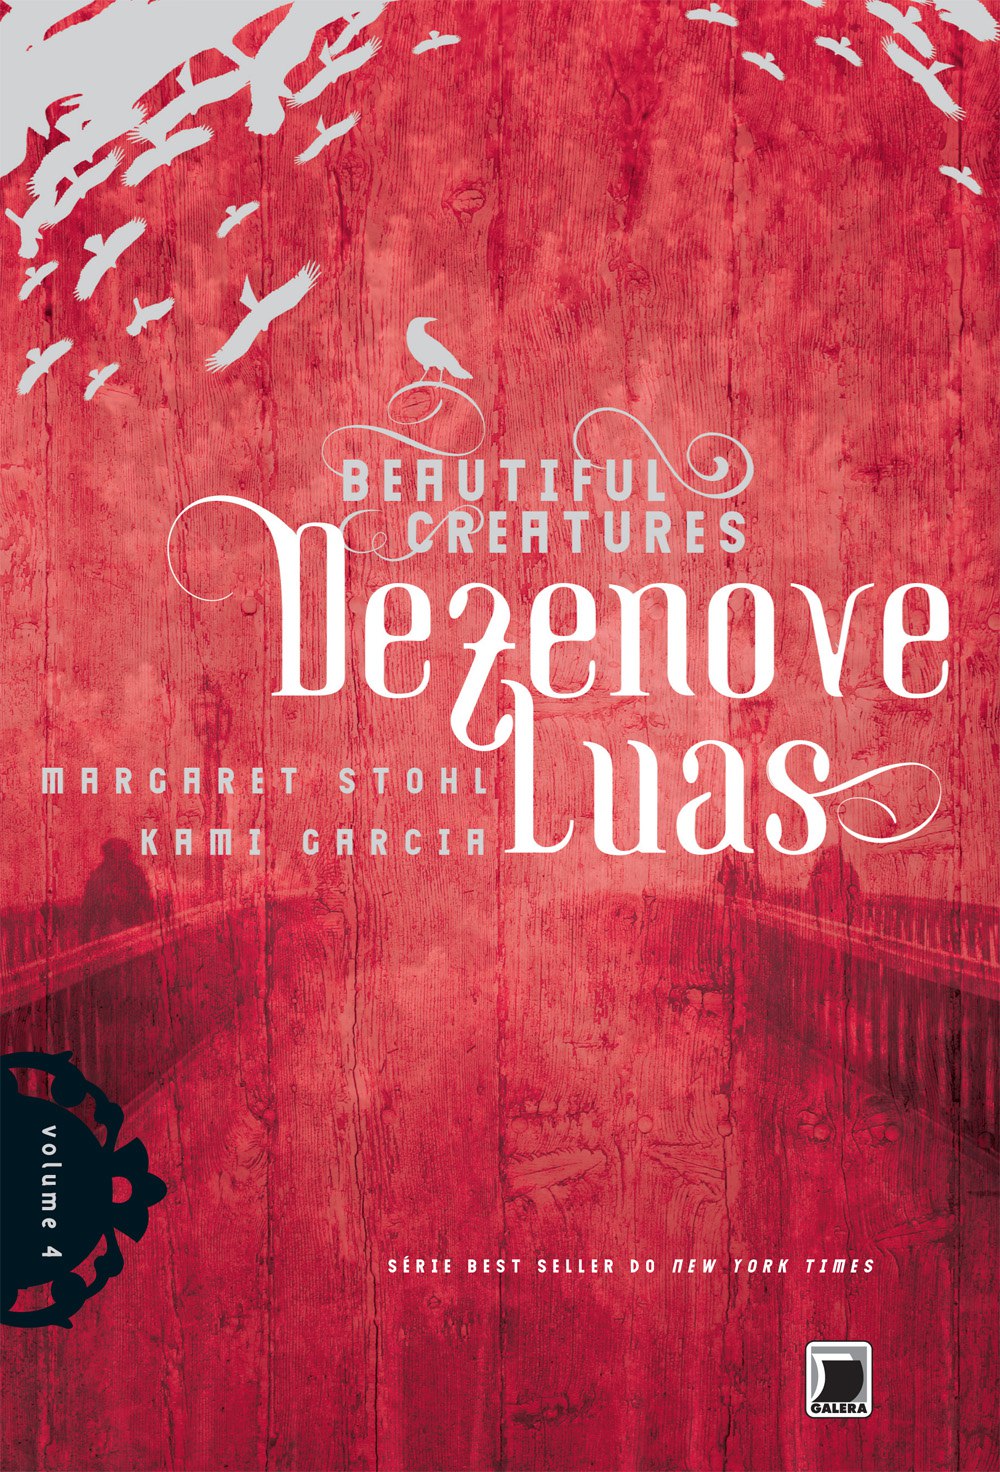 BEAUTIFUL
CREATURES
Dezenove
Luas
MARGARET STOHL
KAMI GARCIA
volume 4
SÉRIE BEST SELLER DO NEW YORK TIMES
GALERA